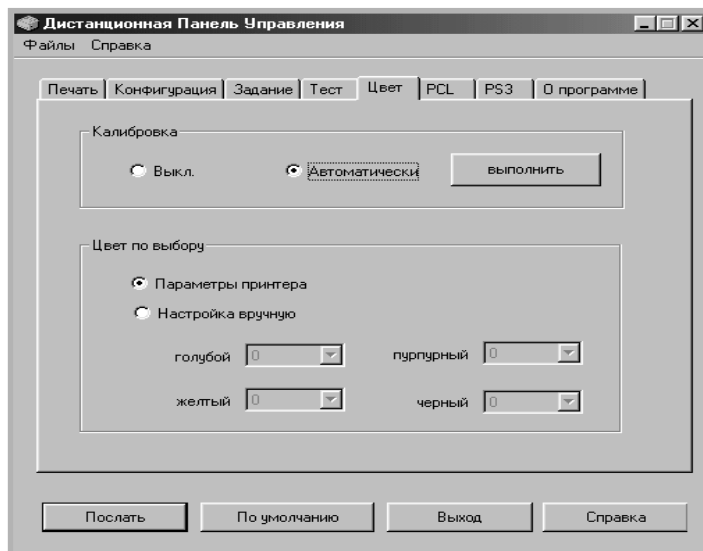 Дистанционная Панель Управления
Файлы Справка
Печать Конфигурация Задание Тест Цвет PCL PS3 О программе
Калибровка
Выкл. Автоматически выполнить
Цвет по выбору
Параметры принтера
Настройка вручную
голубой 0 пурпурный 0
желтый 0 черный 0
Послать По умолчанию Выход Справка